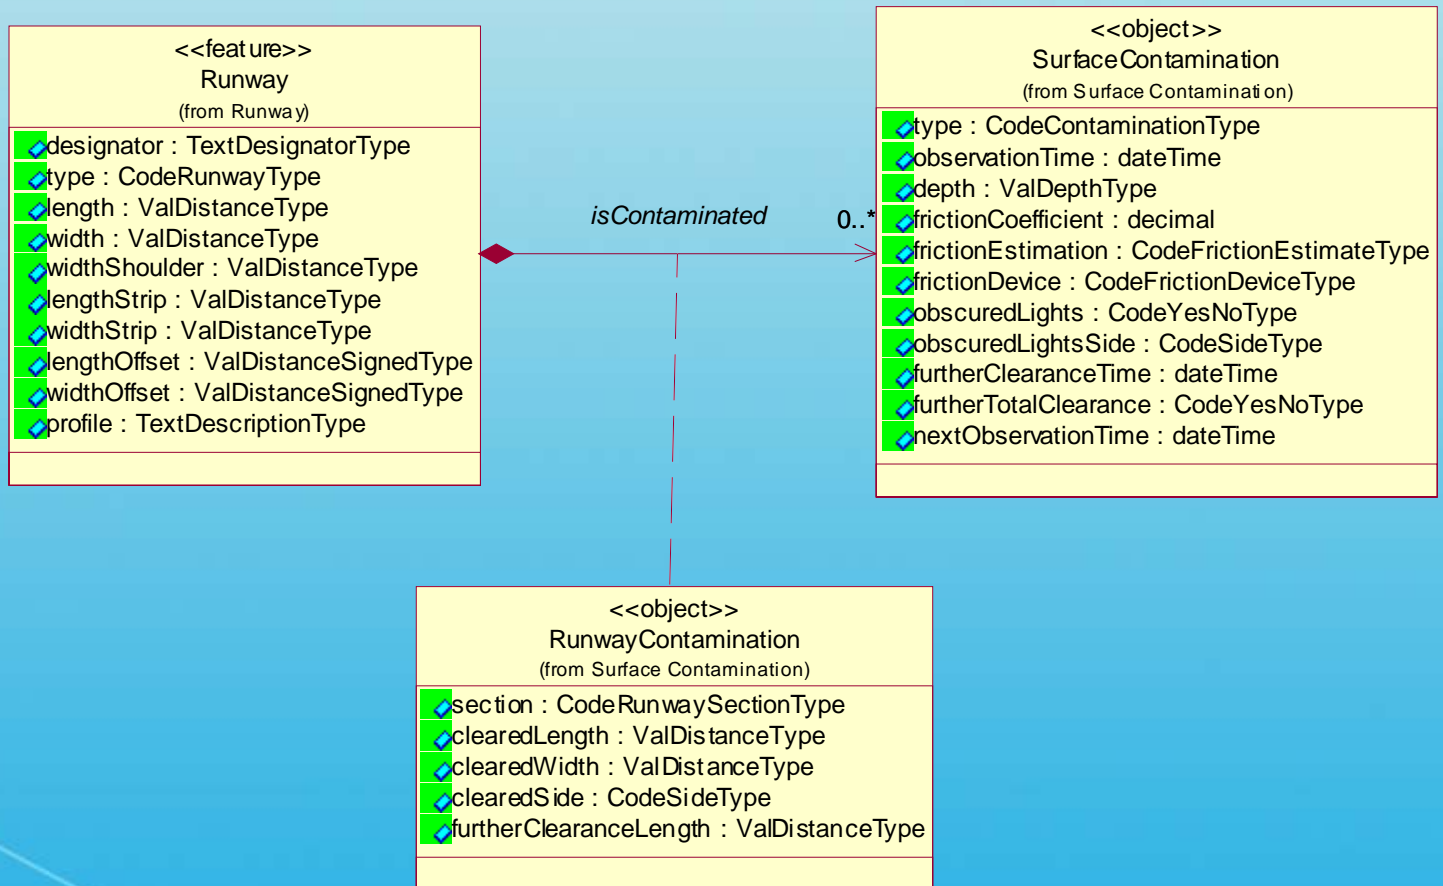 <<feature>>
Runway
(from Runway)
designator : TextDesignatorType
type : CodeRunwayType
length : ValDistanceType
width : ValDistanceType
widthShoulder : ValDistanceType
lengthStrip : ValDistanceType
widthStrip : ValDistanceType
lengthOffset : ValDistanceSignedType
widthOffset : ValDistanceSignedType
profile : TextDescriptionType
isContaminated
0..*
<<object>>
SurfaceContamination
(from Surface Contamination)
type : CodeContaminationType
observationTime : dateTime
depth : ValDepthType
frictionCoefficient : decimal
frictionEstimation : CodeFrictionEstimateType
frictionDevice : CodeFrictionDeviceType
obscuredLights : CodeYesNoType
obscuredLightsSide : CodeSideType
furtherClearanceTime : dateTime
furtherTotalClearance : CodeYesNoType
nextObservationTime : dateTime
<<object>>
RunwayContamination
(from Surface Contamination)
section : CodeRunwaySectionType
clearedLength : ValDistanceType
clearedWidth : ValDistanceType
clearedSide : CodeSideType
furtherClearanceLength : ValDistanceType